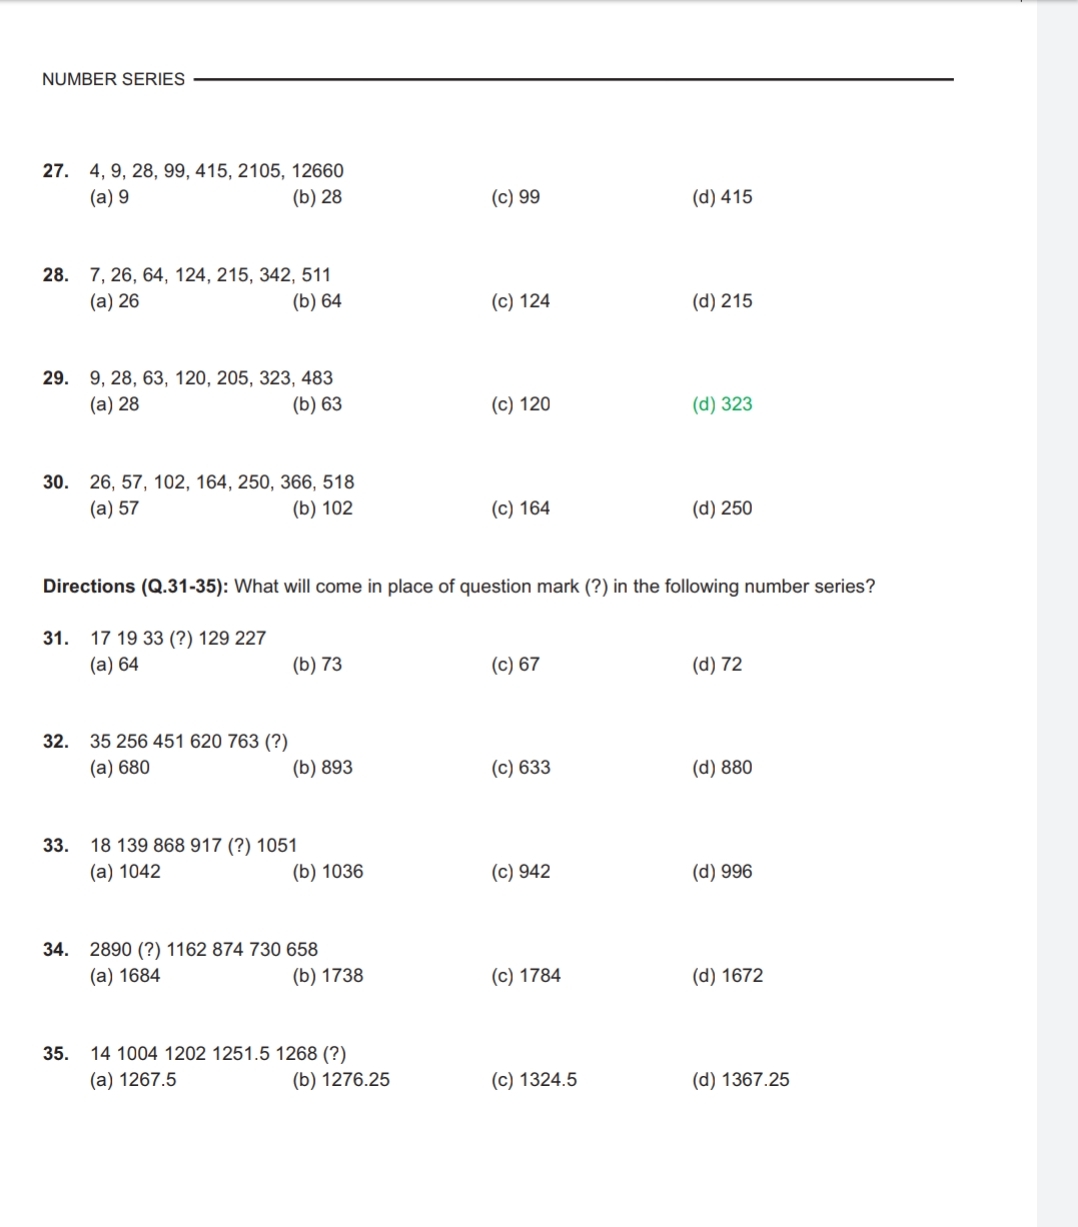 NUMBER SERIES
27. 4, 9, 28, 99, 415, 2105, 12660
(a) 9 (b) 28 (c) 99 (d) 415
28. 7, 26, 64, 124, 215, 342, 511
(a) 26 (b) 64 (c) 124 (d) 215
29. 9, 28, 63, 120, 205, 323, 483
(a) 28 (b) 63 (c) 120 (d) 323
30. 26, 57, 102, 164, 250, 366, 518
(a) 57 (b) 102 (c) 164 (d) 250
Directions (Q.31-35): What will come in place of question mark (?) in the following number series?
31. 17 19 33 (?) 129 227
(a) 64 (b) 73 (c) 67 (d) 72
32. 35 256 451 620 763 (?)
(a) 680 (b) 893 (c) 633 (d) 880
33. 18 139 868 917 (?) 1051
(a) 1042 (b) 1036 (c) 942 (d) 996
34. 2890 (?) 1162 874 730 658
(a) 1684 (b) 1738 (c) 1784 (d) 1672
35. 14 1004 1202 1251.5 1268 (?)
(a) 1267.5 (b) 1276.25 (c) 1324.5 (d) 1367.25